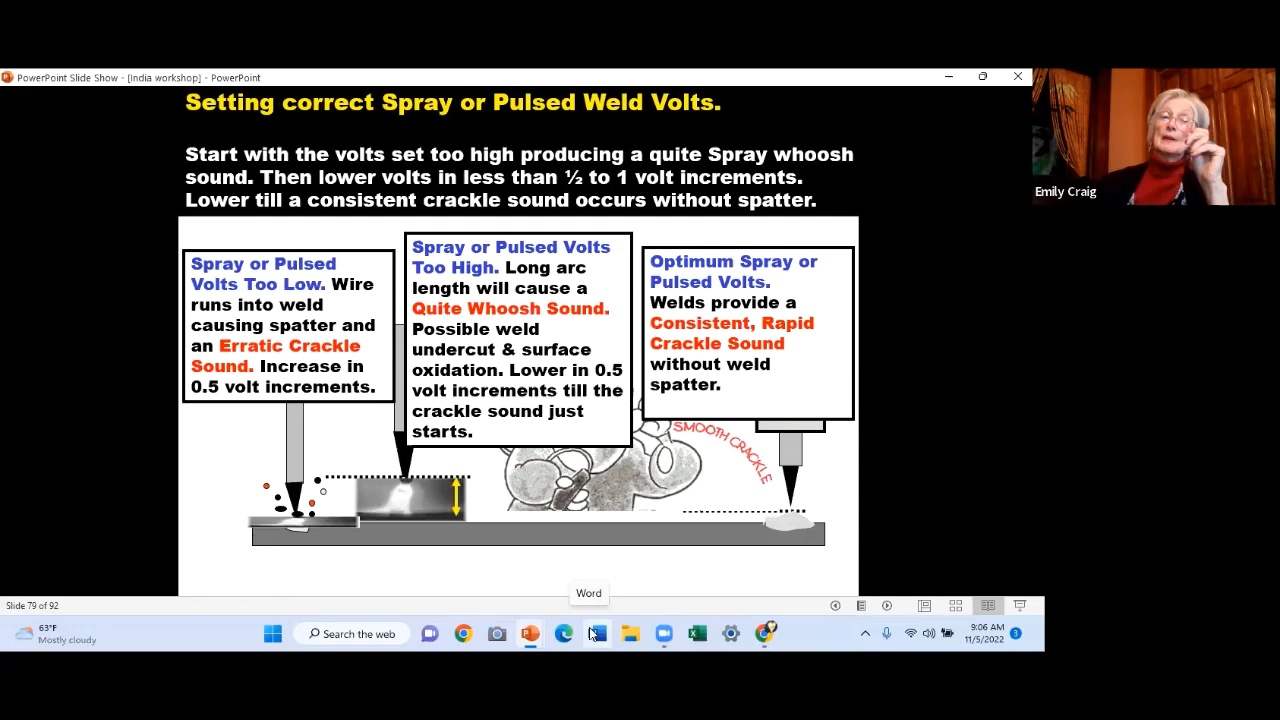 PowerPoint Slide Show - [India workshop] - PowerPoint
Setting correct Spray or Pulsed Weld Volts.
Start with the volts set too high producing a quite Spray whoosh
sound. Then lower volts in less than ½ to 1 volt increments.
Lower till a consistent crackle sound occurs without spatter.
Spray or Pulsed
Volts Too Low. Wire
runs into weld
causing spatter and
an Erratic Crackle
Sound. Increase in
0.5 volt increments.
Spray or Pulsed Volts
Too High. Long arc
length will cause a
Quite Whoosh Sound.
Possible weld
undercut & surface
oxidation. Lower in 0.5
volt increments till the
crackle sound just
starts.
Optimum Spray or
Pulsed Volts.
Welds provide a
Consistent, Rapid
Crackle Sound
without weld
spatter.
SMOOTH CRACKLE
Emily Craig
Word
Slide 79 of 92
63°F
Mostly cloudy
Search the web
9:06 AM
11/5/2022
3